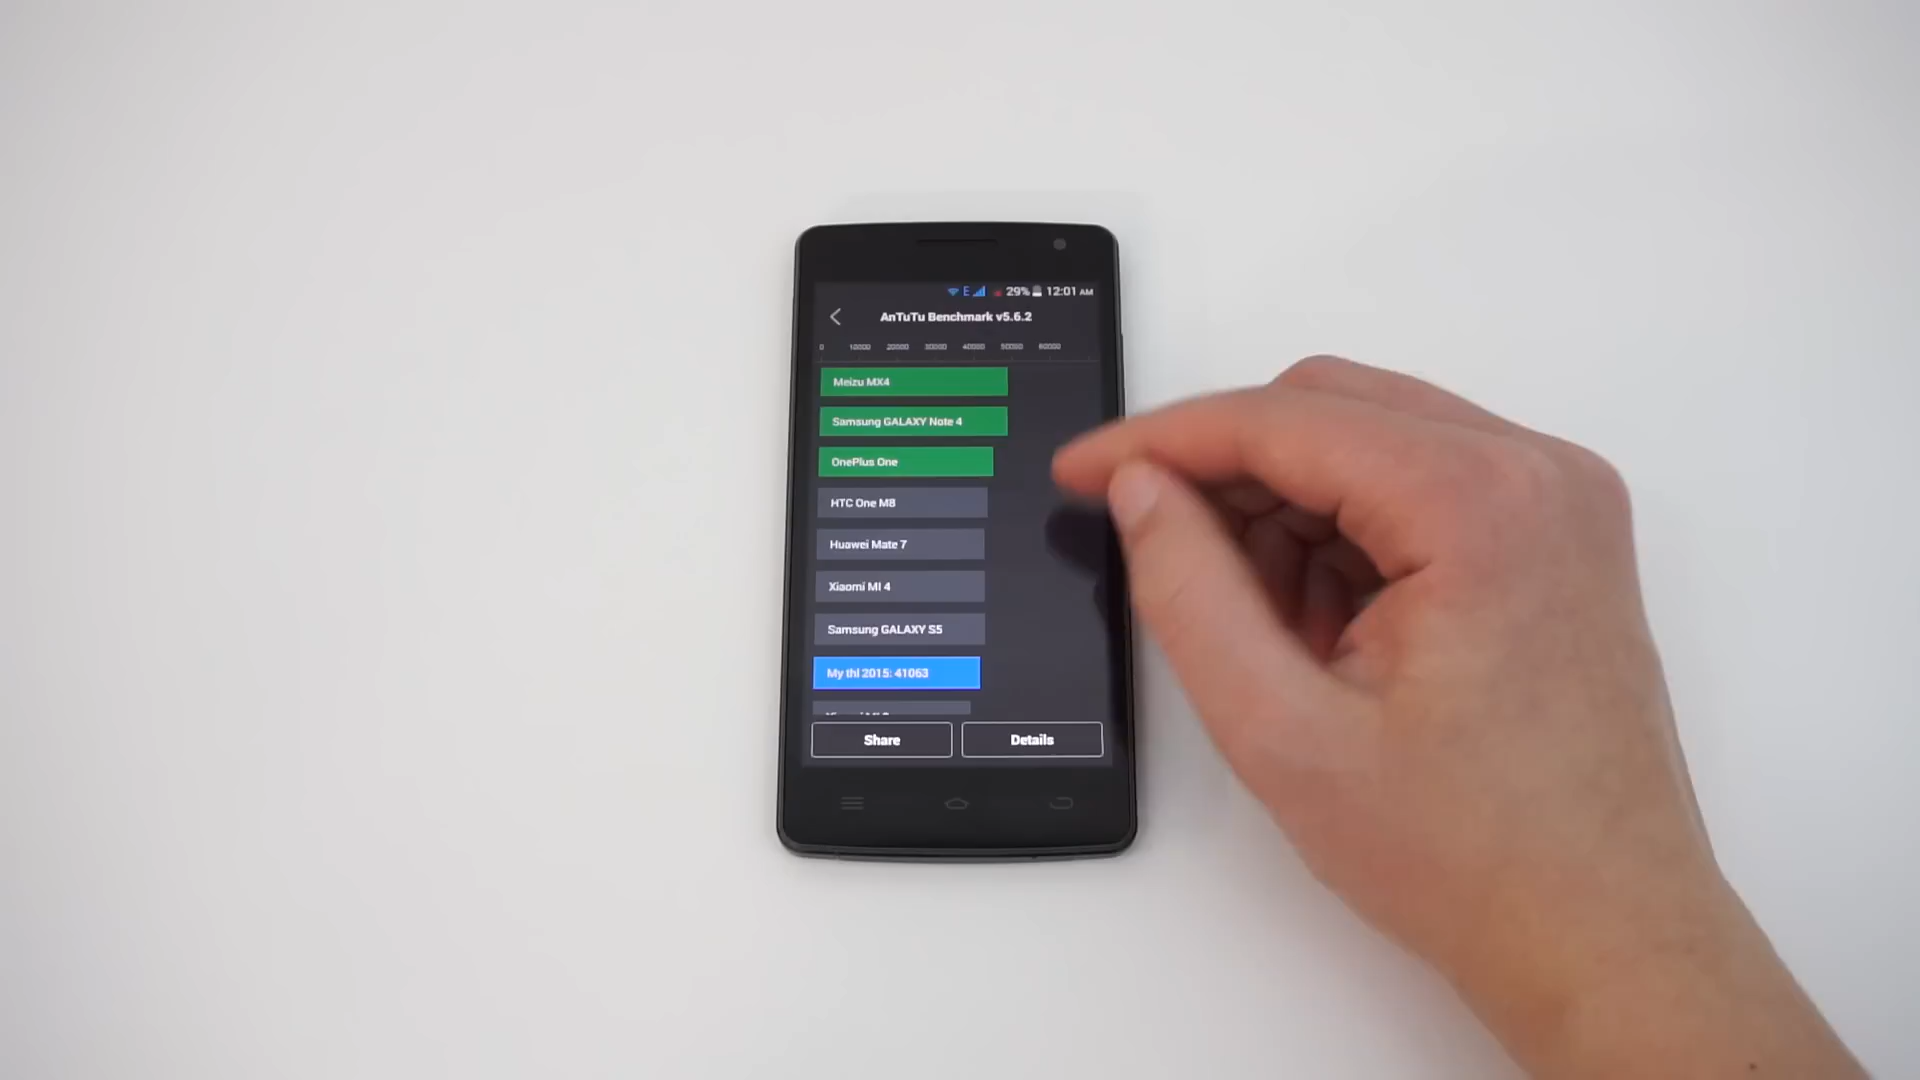 E 29% 12:01 AM
AnTuTu Benchmark v5.6.2
0 10000 20000 30000 40000 50000 60000
Meizu MX4
Samsung GALAXY Note 4
OnePlus One
HTC One M8
Huawei Mate 7
Xiaomi MI 4
Samsung GALAXY S5
My thl 2015: 41063
Share Details